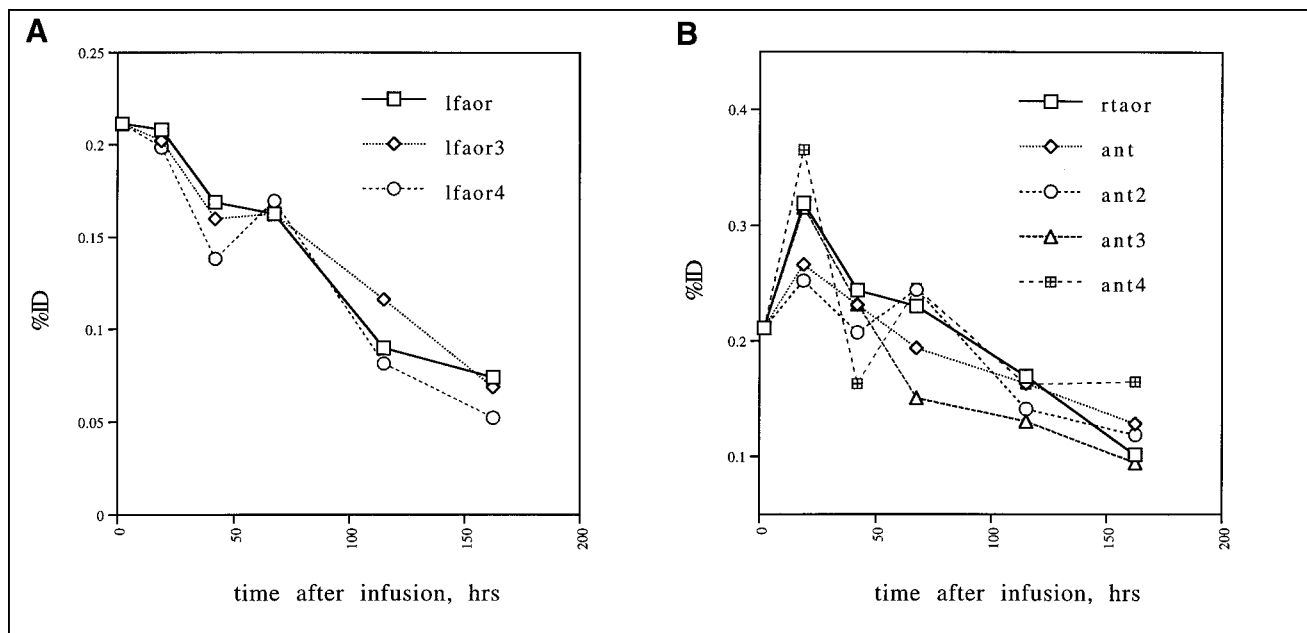 A
0.25
0.2
0.15
0.1
0.05
0
%ID
lfaor
lfaor3
lfaor4
0
50
100
150
200
time after infusion, hrs
B
0.4
0.3
0.2
0.1
%ID
rtaor
ant
ant2
ant3
ant4
0
50
100
150
200
time after infusion, hrs